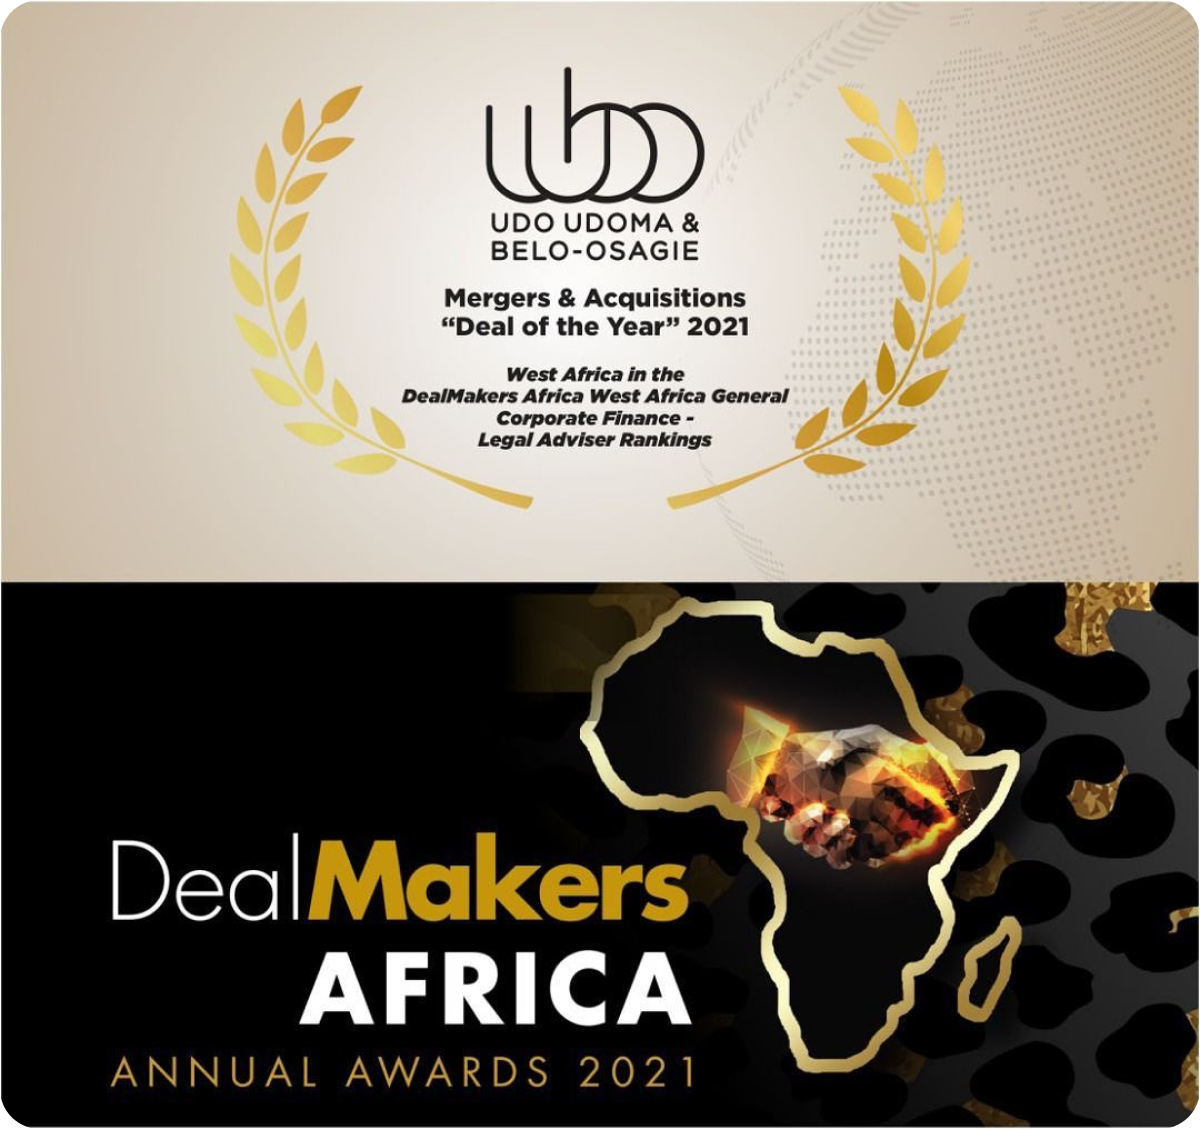 ubo
UDO UDOMA &
BELO-OSAGIE
Mergers & Acquisitions
“Deal of the Year” 2021
West Africa in the
DealMakers Africa West Africa General
Corporate Finance -
Legal Adviser Rankings
DealMakers
AFRICA
ANNUAL AWARDS 2021